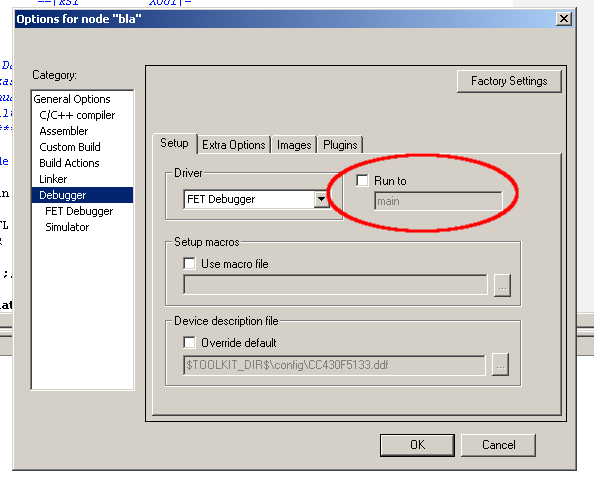 --|RST XOUT|-
Options for node "bla"
Category:
Factory Settings
General Options
C/C++ compiler
Assembler
Custom Build
Build Actions
Linker
Debugger
FET Debugger
Simulator
Setup
Extra Options
Images
Plugins
Driver
FET Debugger
Run to
main
Setup macros
Use macro file
...
Device description file
Override default
$TOOLKIT_DIR$\config\CC430F5133.ddf
...
OK
Cancel